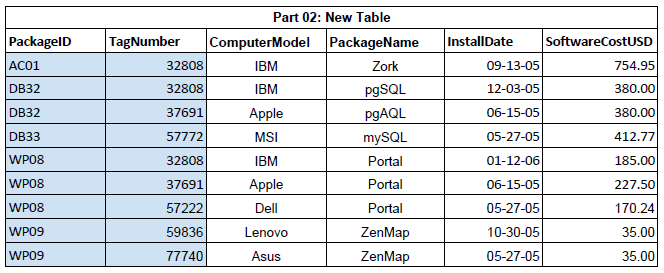 Part 02: New Table
PackageID TagNumber ComputerModel PackageName InstallDate SoftwareCostUSD
AC01 32808 IBM Zork 09-13-05 754.95
DB32 32808 IBM pgSQL 12-03-05 380.00
DB32 37691 Apple pgAQL 06-15-05 380.00
DB33 57772 MSI mySQL 05-27-05 412.77
WP08 32808 IBM Portal 01-12-06 185.00
WP08 37691 Apple Portal 06-15-05 227.50
WP08 57222 Dell Portal 05-27-05 170.24
WP09 59836 Lenovo ZenMap 10-30-05 35.00
WP09 77740 Asus ZenMap 05-27-05 35.00